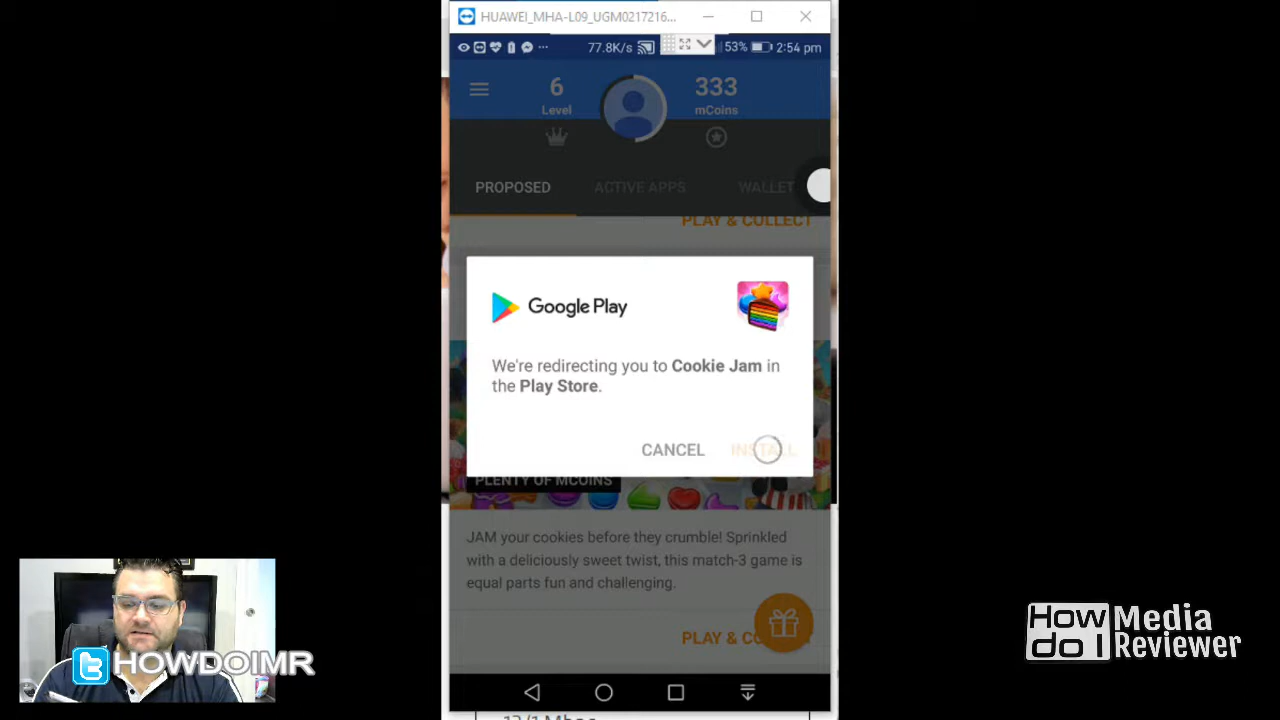 HUAWEI_MHA-L09_UGM0217216...
77.8K/s 53% 2:54 pm
6
Level
333
mCoins
PROPOSED ACTIVE APPS WALLET
PLAY & COLLECT
Google Play
We're redirecting you to Cookie Jam in
the Play Store.
CANCEL INSTALL
PLENTY OF MCOINS
JAM your cookies before they crumble! Sprinkled
with a deliciously sweet twist, this match-3 game is
equal parts fun and challenging.
PLAY & CO
HOWDOIMR
How do I Media Reviewer